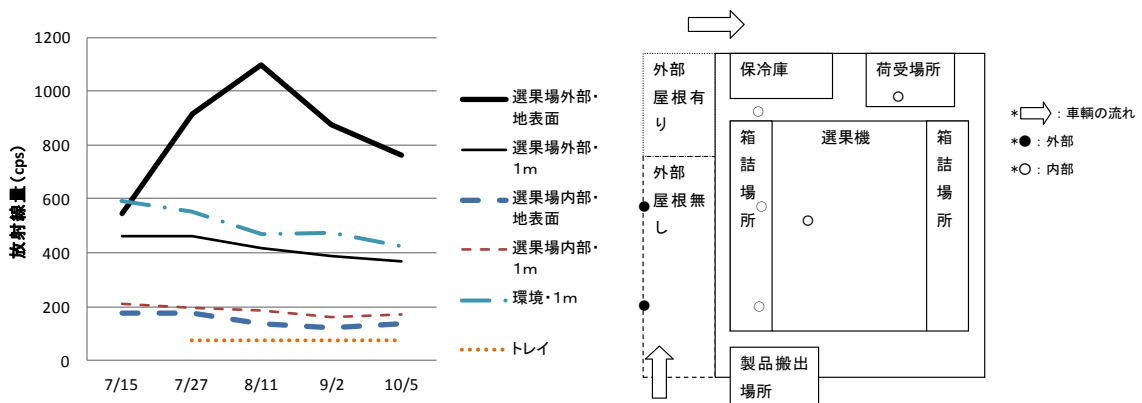 1200
1000
800
600
400
200
0
放射線量(cps)
7/15
7/27
8/11
9/2
10/5
選果場外部・
地表面
選果場外部・
1m
選果場内部・
地表面
選果場内部・
1m
環境・1m
トレイ
外部
屋根有
り
外部
屋根無
し
保冷庫
荷受場所
箱
詰
場
所
選果機
箱
詰
場
所
製品搬出
場所
*⇨:車輌の流れ
*●:外部
*○:内部